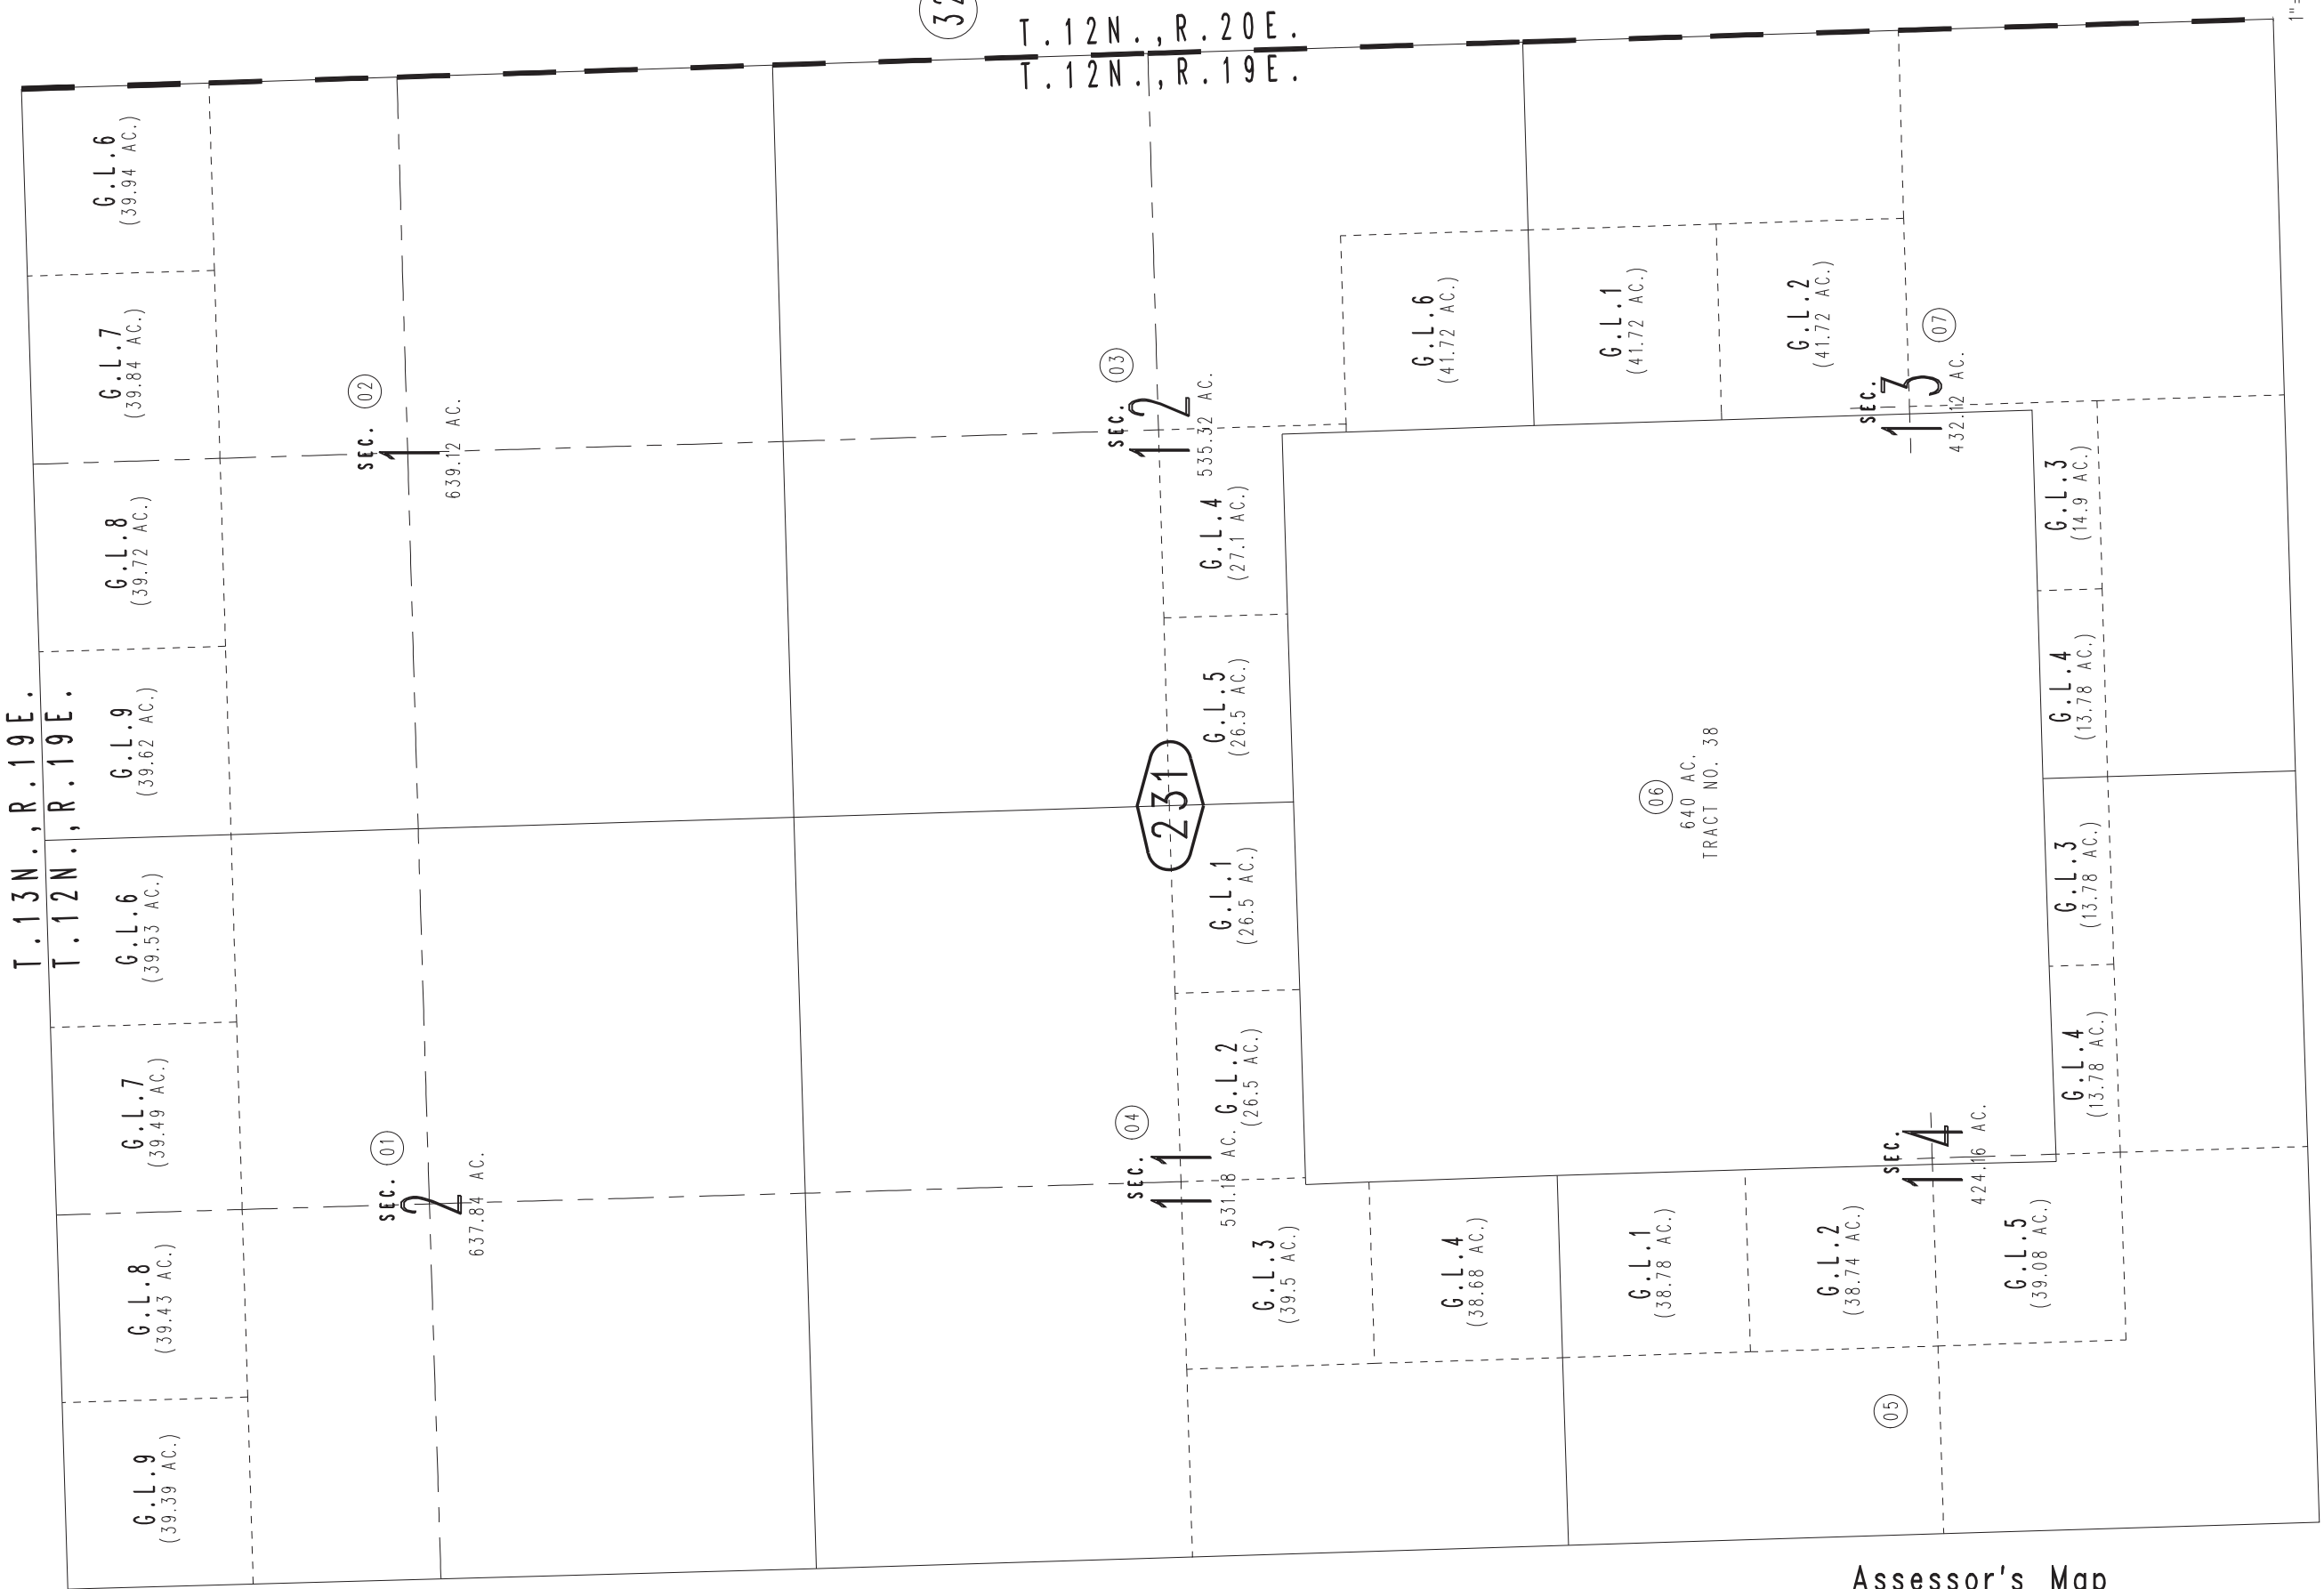 32
T.12N.,R.20E.
T.12N.,R.19E.
1"=
T.13N.,R.19E.
T.12N.,R.19E.
G.L.9
(39.39 AC.)
G.L.8
(39.43 AC.)
G.L.7
(39.49 AC.)
G.L.6
(39.53 AC.)
G.L.9
(39.62 AC.)
G.L.8
(39.72 AC.)
G.L.7
(39.84 AC.)
G.L.6
(39.94 AC.)
01
SEC.
2
637.84 AC.
02
SEC.
1
639.12 AC.
04
SEC.
11
531.18 AC.
03
SEC.
12
535.32 AC.
231
G.L.3
(39.5 AC.)
G.L.2
(26.5 AC.)
G.L.1
(26.5 AC.)
G.L.5
(26.5 AC.)
G.L.4
(27.1 AC.)
G.L.4
(38.68 AC.)
G.L.6
(41.72 AC.)
G.L.1
(38.78 AC.)
06
640 AC.
TRACT NO. 38
G.L.1
(41.72 AC.)
G.L.2
(38.74 AC.)
G.L.2
(41.72 AC.)
05
SEC.
14
424.16 AC.
07
SEC.
13
432.12 AC.
G.L.5
(39.08 AC.)
G.L.4
(13.78 AC.)
G.L.3
(13.78 AC.)
G.L.4
(13.78 AC.)
G.L.3
(14.9 AC.)
Assessor's Map